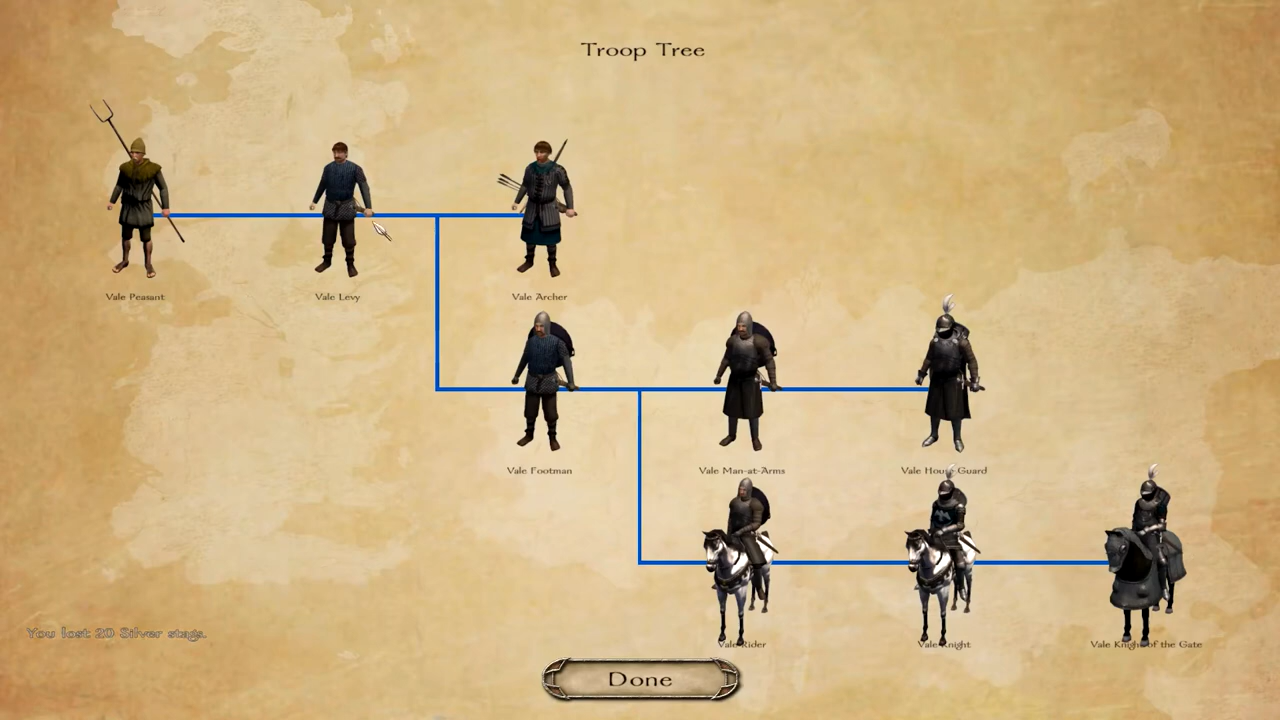 Troop Tree
Vale Peasant
Vale Levy
Vale Archer
Vale Footman
Vale Man-at-Arms
Vale House Guard
You lost 20 Silver stags.
Vale Rider
Vale Knight
Vale Knight of the Gate
Done